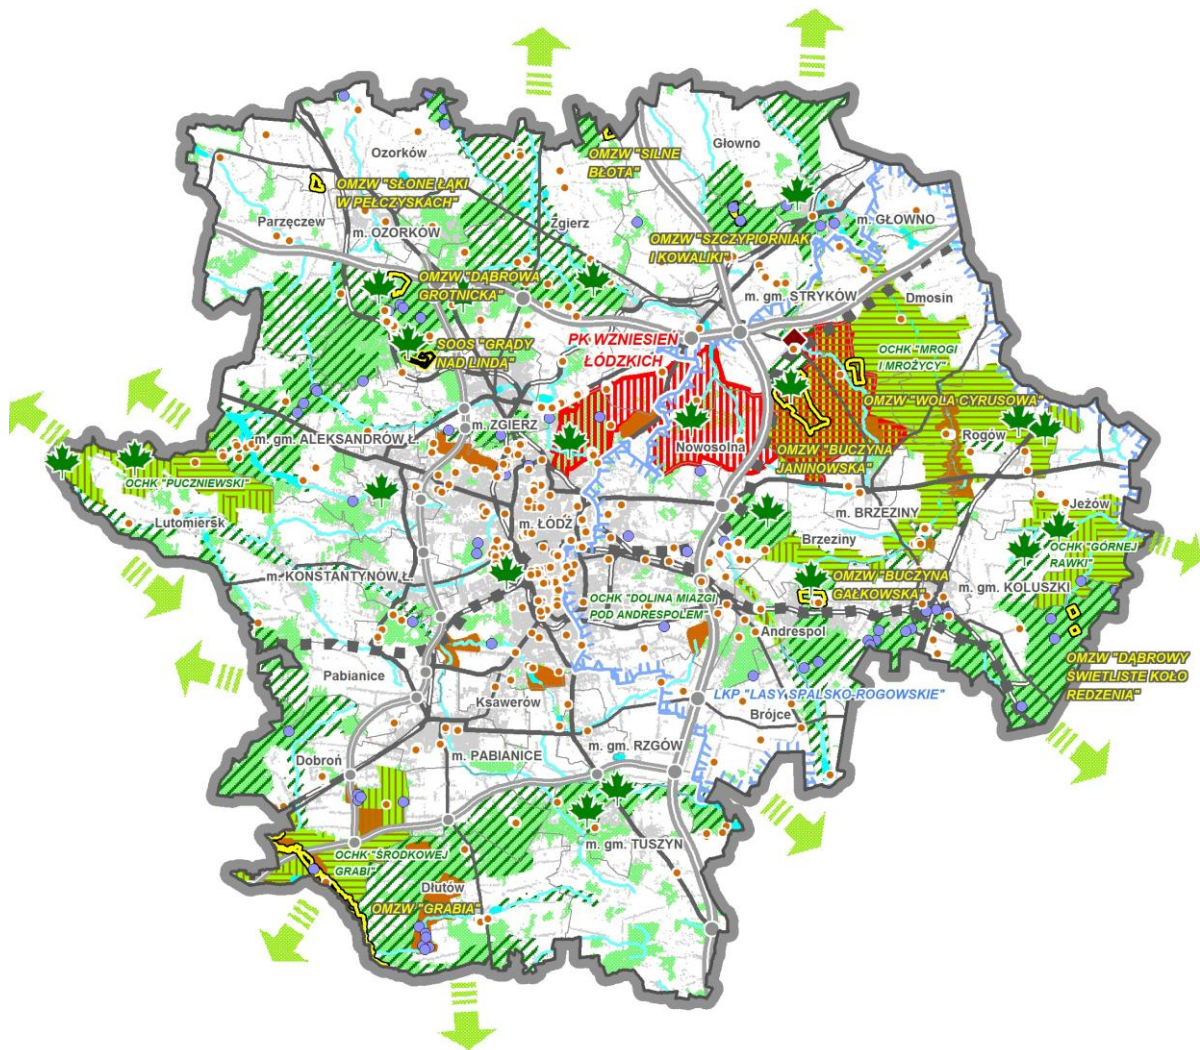 Ozorków
Głowno
OMZW "SILNE
BŁOTA"
OMZW "SŁONE ŁĄKI
W PEŁCZYSKACH"
Parzęczew
m. OZORKÓW
Zgierz
m. GŁOWNO
OMZW "SZCZYPIORNIAK
I KOWALIKI"
OMZW "DĄBROWA
GROTNICKA"
m. gm. STRYKÓW
Dmosin
PK WZNIESIEŃ
ŁÓDZKICH
SOOS "GRĄDY
NAD LINDĄ"
OCHK "MROGI
I MROŻYCY"
OMZW "WOLA CYRUSOWA"
m. ZGIERZ
m. gm. ALEKSANDRÓW Ł.
Nowosolna
OMZW "BUCZYNA
JANINOWSKA"
Rogów
OCHK "PUCZNIEWSKI"
Lutomiersk
m. ŁÓDŹ
m. BRZEZINY
Jeżów
Brzeziny
OCHK "GÓRNEJ
RAWKI"
m. KONSTANTYNÓW Ł.
OMZW "BUCZYNA
GAŁKOWSKA"
m. gm. KOLUSZKI
OCHK "DOLINA MIAZGI
POD ANDRESPOLEM"
Andrespol
OMZW "DĄBROWY
ŚWIETLISTE KOŁO
REDZENIA"
Pabianice
Ksawerów
LKP "LASY SPALSKO-ROGOWSKIE"
Brójce
Dobroń
m. PABIANICE
m. gm. RZGÓW
m. gm. TUSZYN
OCHK "ŚRODKOWEJ
GRABI"
Dłutów
OMZW "GRABIA"